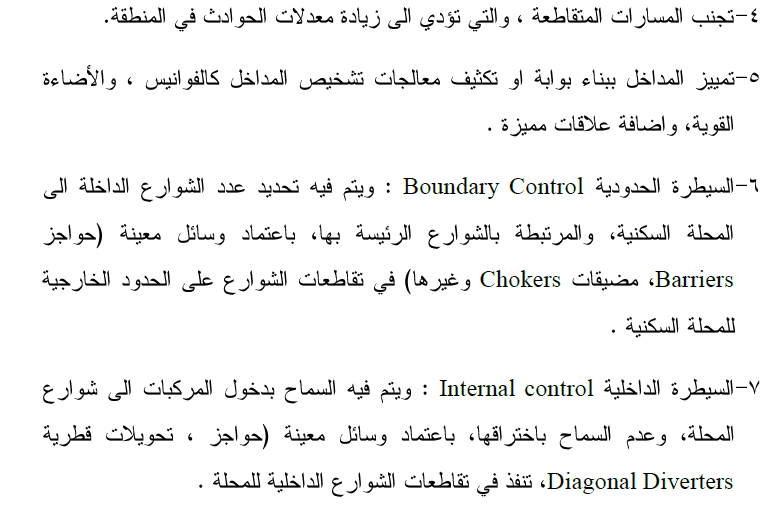 ٤-تجنب المسارات المتقاطعة ، والتي تؤدي الى زيادة معدلات الحوادث في المنطقة.
٥-تمييز المداخل ببناء بوابة او تكثيف معالجات تشخيص المداخل كالفوانيس ، والأضاءة
القوية، واضافة علاقات مميزة .
٦-السيطرة الحدودية Boundary Control : ويتم فيه تحديد عدد الشوارع الداخلة الى
المحلة السكنية، والمرتبطة بالشوارع الرئيسة بها، باعتماد وسائل معينة (حواجز
Barriers، مضيقات Chokers وغيرها) في تقاطعات الشوارع على الحدود الخارجية
للمحلة السكنية .
٧-السيطرة الداخلية Internal control : ويتم فيه السماح بدخول المركبات الى شوارع
المحلة، وعدم السماح باختراقها، باعتماد وسائل معينة (حواجز ، تحويلات قطرية
Diagonal Diverters، تنفذ في تقاطعات الشوارع الداخلية للمحلة .